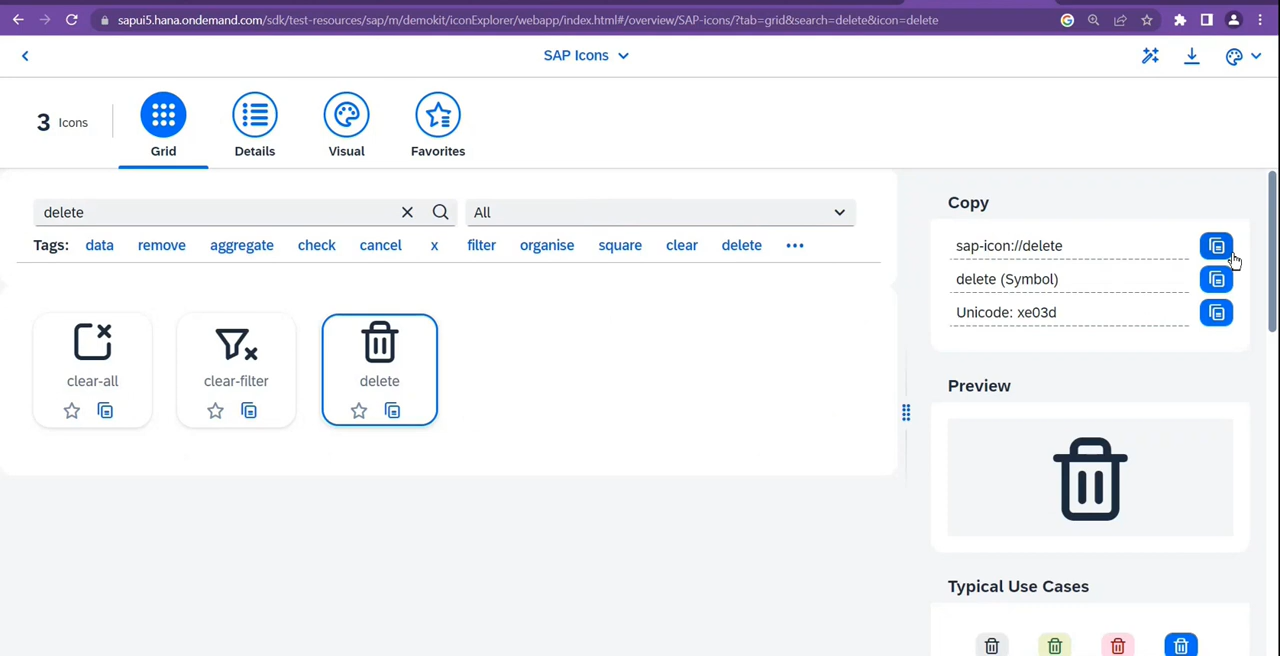 sapui5.hana.ondemand.com/sdk/test-resources/sap/m/demokit/iconExplorer/webapp/index.html#/overview/SAP-icons/?tab=grid&search=delete&icon=delete
SAP Icons
3 Icons
Grid
Details
Visual
Favorites
delete
All
Tags: data remove aggregate check cancel x filter organise square clear delete •••
clear-all
clear-filter
delete
Copy
sap-icon://delete
delete (Symbol)
Unicode: xe03d
Preview
Typical Use Cases